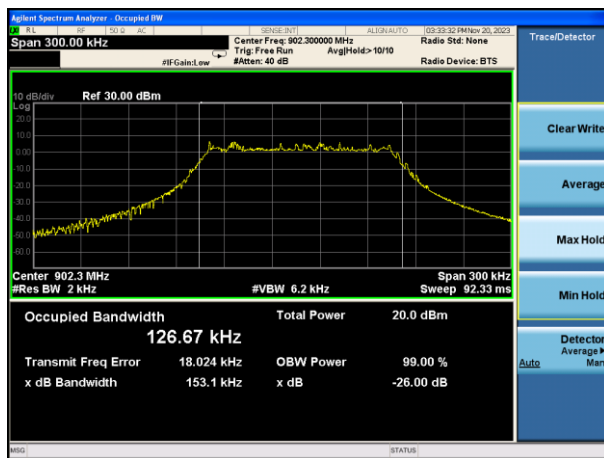 Agilent Spectrum Analyzer - Occupied BW
RL RF 50 Ω AC SENSE:INT ALIGNAUTO 03:33:32 PM Nov 20, 2023
Span 300.00 kHz Center Freq: 902.300000 MHz Radio Std: None Trace/Detector
Trig: Free Run Avg|Hold:> 10/10
#IFGain:Low #Atten: 40 dB Radio Device: BTS
10 dB/div Ref 30.00 dBm
Log
20.0
10.0
0.00
-10.0
-20.0
-30.0
-40.0
-50.0
-60.0
Clear Write
Average
Max Hold
Min Hold
Center 902.3 MHz Span 300 kHz
#Res BW 2 kHz #VBW 6.2 kHz Sweep 92.33 ms
Occupied Bandwidth Total Power 20.0 dBm
126.67 kHz
Transmit Freq Error 18.024 kHz OBW Power 99.00 %
x dB Bandwidth 153.1 kHz x dB -26.00 dB
Detector
Average
Auto Man
MSG STATUS